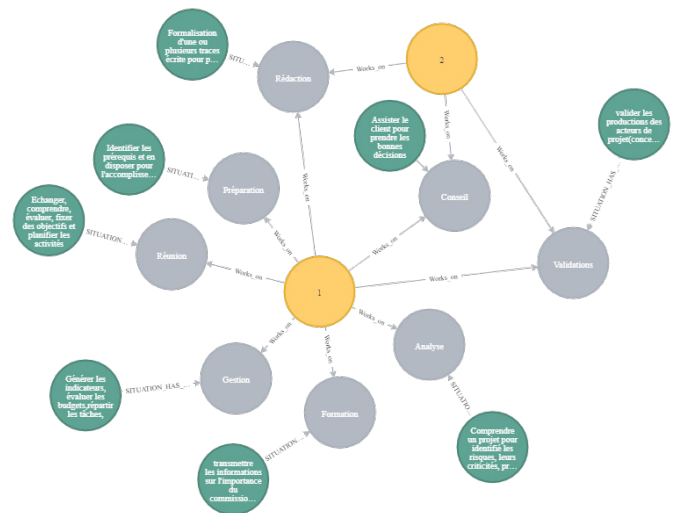 Formalisation
d'une ou
plusieurs traces
écrite pour p…
SITU…
Rédaction
Works_on
2
Works_on
Works_on
Works_on
Assister le
client pour
prendre les
bonnes
décisions
valider les
productions des
acteurs de
projet(conce…
SITUATION_HAS_…
Identifier les
prérequis et en
disposer pour
l'accomplisse…
SITUATI…
Préparation
Conseil
Echanger,
comprendre,
évaluer, fixer
des objectifs et
planifier les
activités
SITUATION…
Réunion
Works_on
Works_on
Works_on
Validations
Works_on
1
Works_on
Works_on
Works_on
Analyse
Générer les
indicateurs,
évaluer les
budgets,répartir
les tâches,
SITUATION_HAS_…
Gestion
Works_on
Formation
SITUATIO…
transmettre
les informations
sur l'importance
du
commissio…
SITUATION…
Comprendre
un projet pour
identifié les
risques, leurs
criticités, pr…